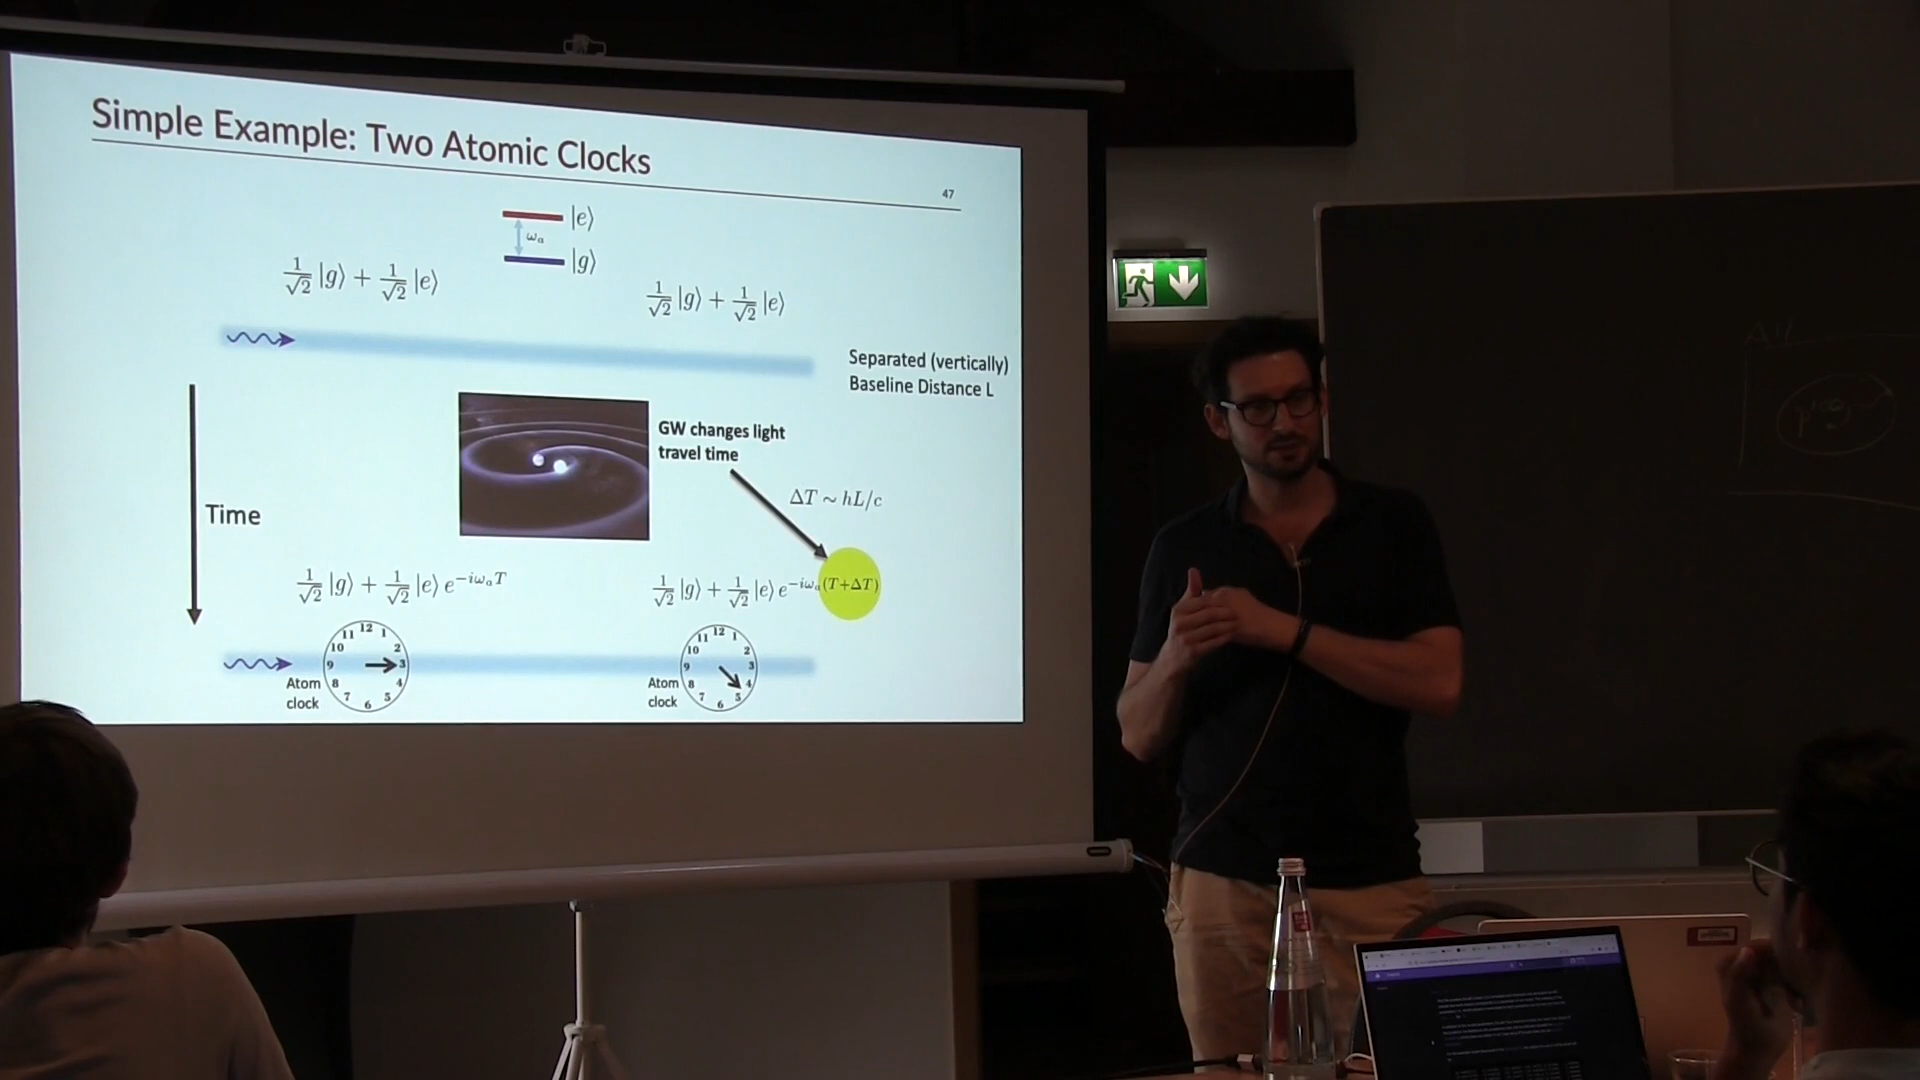 Simple Example: Two Atomic Clocks
47
|e⟩
ωₐ
|g⟩
1/√2 |g⟩ + 1/√2 |e⟩
1/√2 |g⟩ + 1/√2 |e⟩
Separated (vertically)
Baseline Distance L
GW changes light
travel time
ΔT ~ hL/c
Time
1/√2 |g⟩ + 1/√2 |e⟩ e^{-iωₐT}
1/√2 |g⟩ + 1/√2 |e⟩ e^{-iωₐ(T+ΔT)}
12 1 2 3 4 5 6 7 8 9 10 11
Atom
clock
12 1 2 3 4 5 6 7 8 9 10 11
Atom
clock